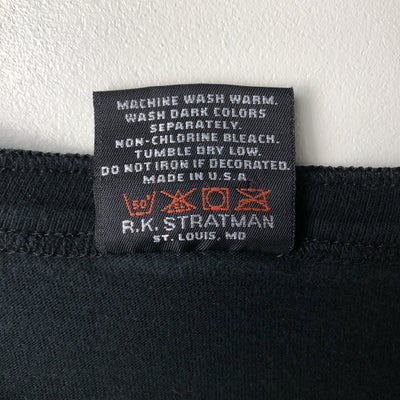 MACHINE WASH WARM.
WASH DARK COLORS
SEPARATELY.
NON-CHLORINE BLEACH.
TUMBLE DRY LOW.
DO NOT IRON IF DECORATED.
MADE IN U.S.A.
50°
R.K. STRATMAN
ST. LOUIS, MO